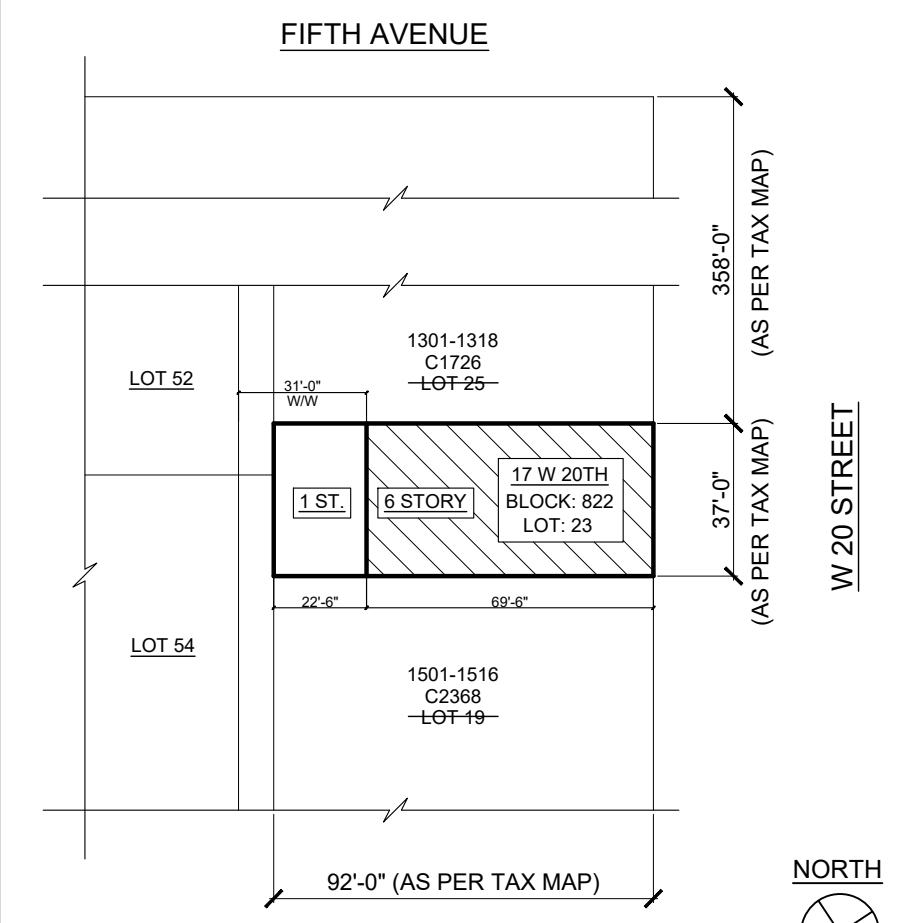 FIFTH AVENUE
358'-0"
(AS PER TAX MAP)
1301-1318
C1726
LOT 25
LOT 52
31'-0"
W/W
1 ST.
6 STORY
17 W 20TH
BLOCK: 822
LOT: 23
37'-0"
(AS PER TAX MAP)
W 20 STREET
22'-6"
69'-6"
LOT 54
1501-1516
C2368
LOT 19
92'-0" (AS PER TAX MAP)
NORTH